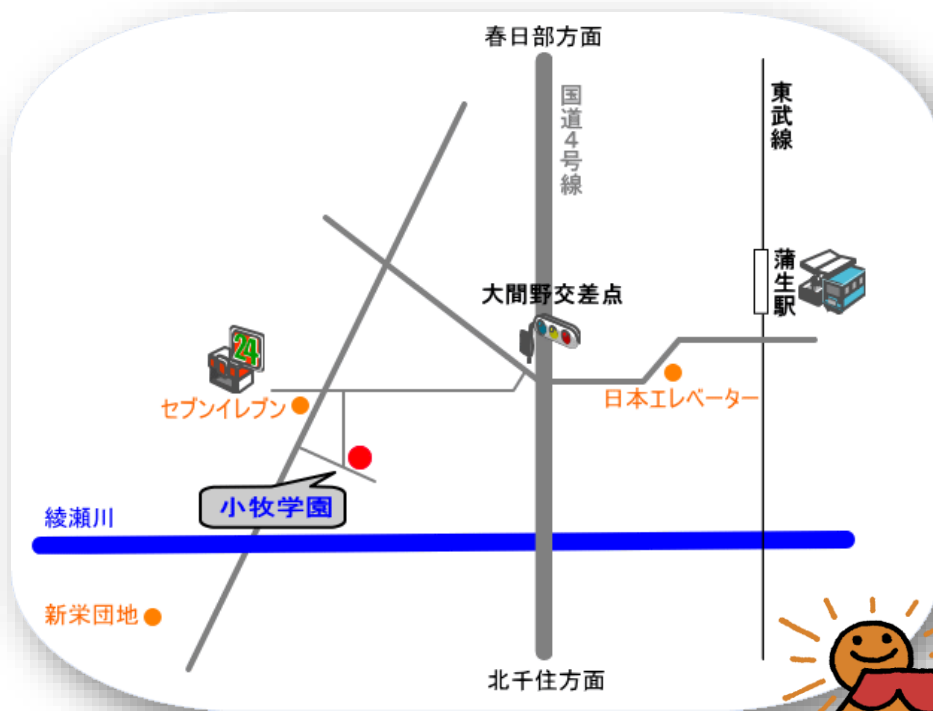 春日部方面
国道4号線
東武線
蒲生駅
大間野交差点
24
セブンイレブン
日本エレベーター
小牧学園
綾瀬川
新栄団地
北千住方面